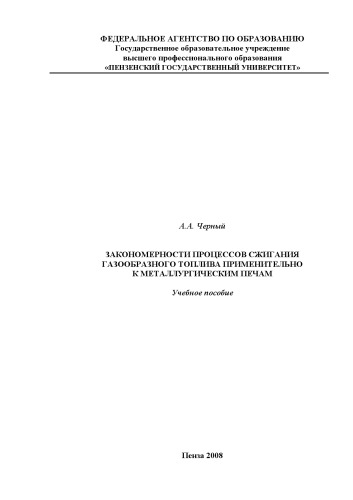 ФЕДЕРАЛЬНОЕ АГЕНТСТВО ПО ОБРАЗОВАНИЮ
Государственное образовательное учреждение
высшего профессионального образования
«ПЕНЗЕНСКИЙ ГОСУДАРСТВЕННЫЙ УНИВЕРСИТЕТ»
А.А. Черный
ЗАКОНОМЕРНОСТИ ПРОЦЕССОВ СЖИГАНИЯ
ГАЗООБРАЗНОГО ТОПЛИВА ПРИМЕНИТЕЛЬНО
К МЕТАЛЛУРГИЧЕСКИМ ПЕЧАМ
Учебное пособие
Пенза 2008